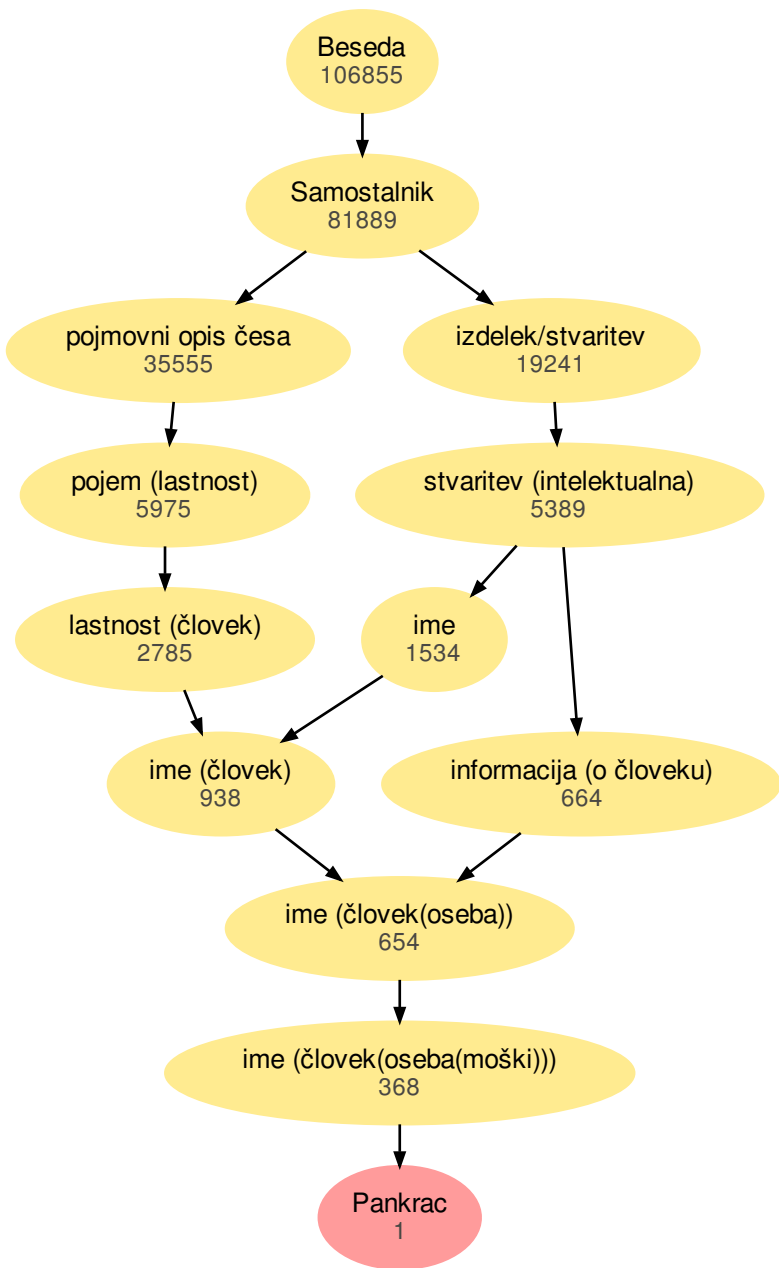 Beseda
106855
Samostalnik
81889
pojmovni opis česa
35555
izdelek/stvaritev
19241
pojem (lastnost)
5975
stvaritev (intelektualna)
5389
lastnost (človek)
2785
ime
1534
ime (človek)
938
informacija (o človeku)
664
ime (človek(oseba))
654
ime (človek(oseba(moški)))
368
Pankrac
1